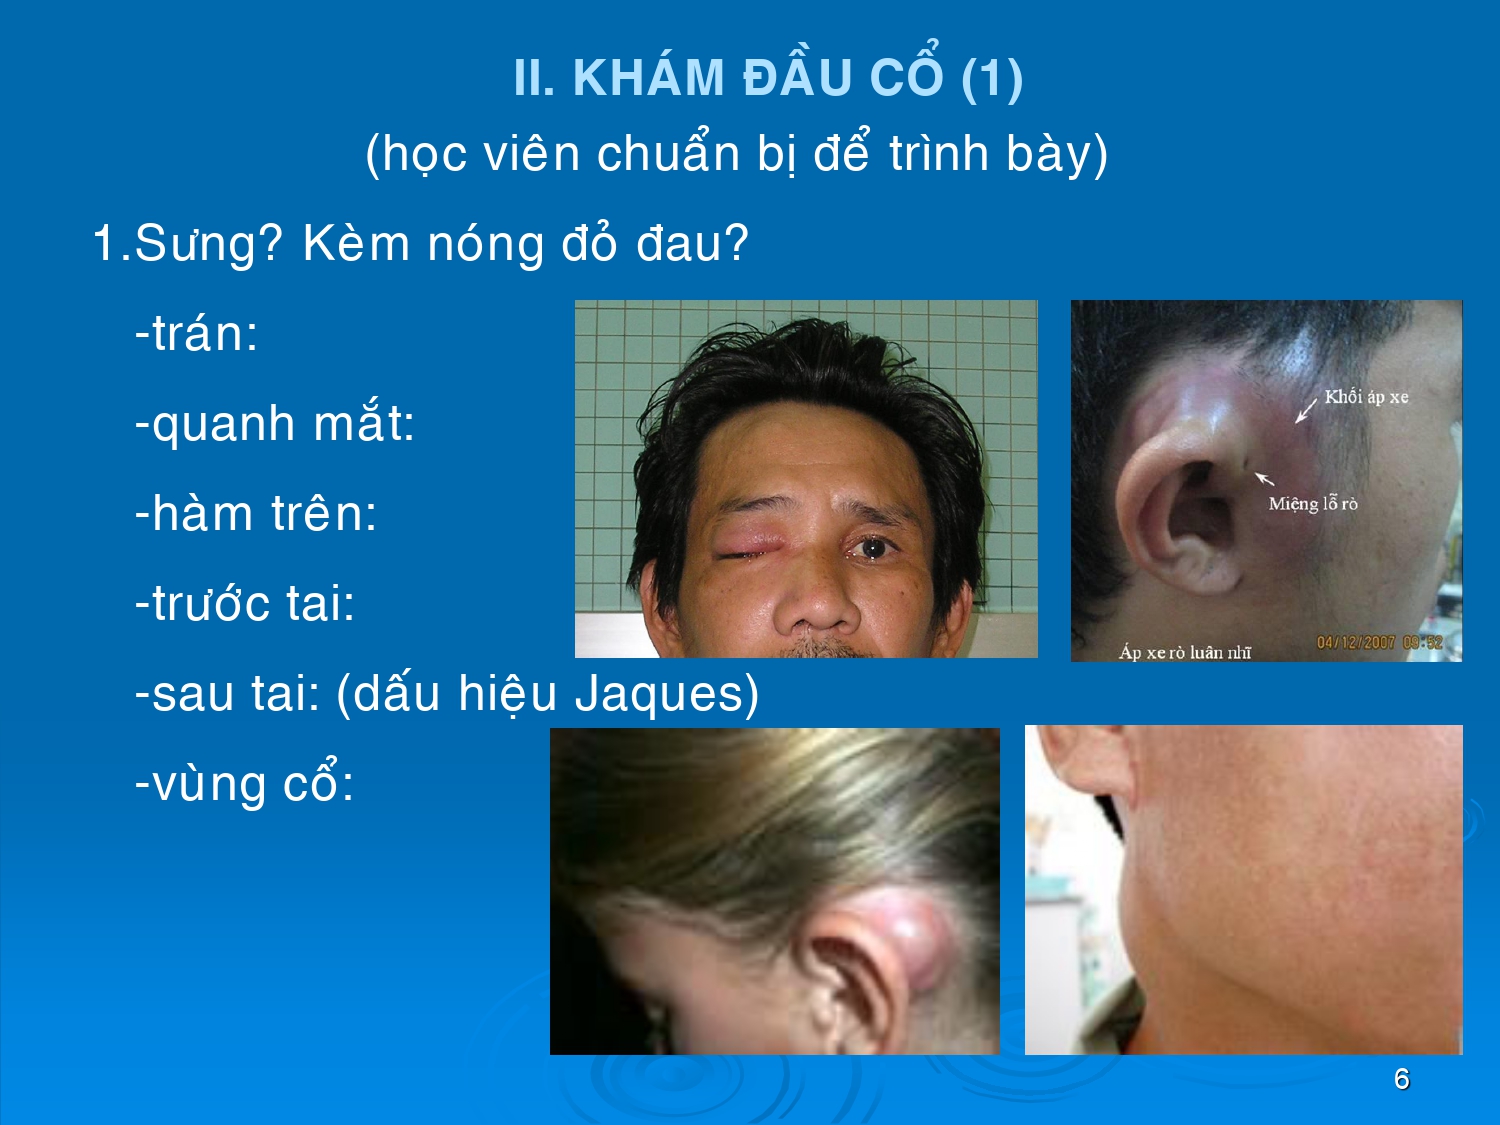 II. KHÁM ĐẦU CỔ (1)
(học viên chuẩn bị để trình bày)
1.Sưng? Kèm nóng đỏ đau?
-trán:
-quanh mắt:
-hàm trên:
-trước tai:
-sau tai: (dấu hiệu Jaques)
-vùng cổ:
Khối áp xe
Miệng lỗ rò
04/12/2007 08:52
Áp xe rò luân nhĩ
6